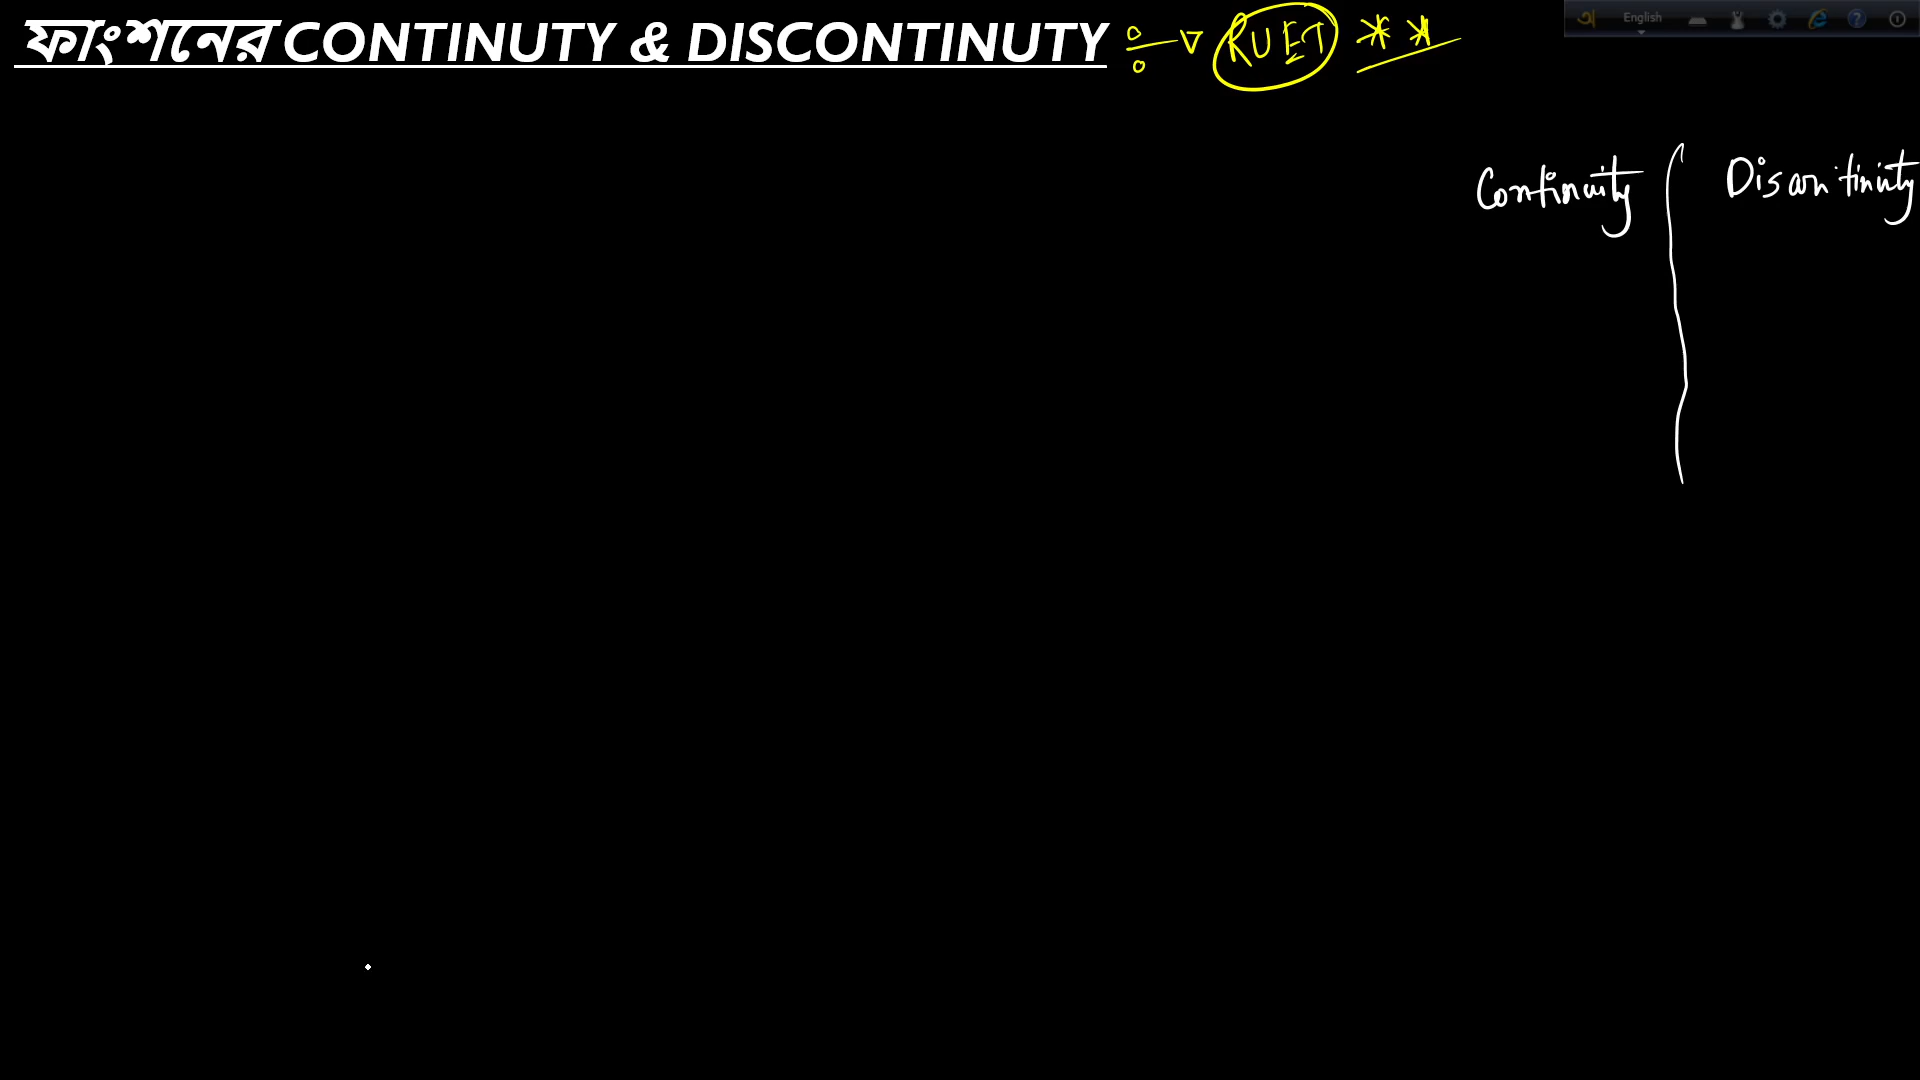 ফাংশনের CONTINUTY & DISCONTINUTY ÷ → RUET **
English
Continuity Discontinuity